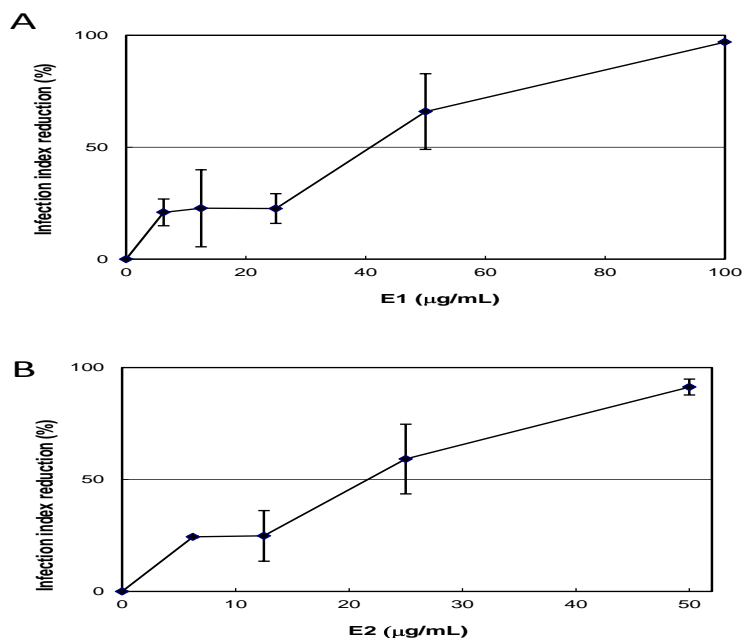 A
Infection index reduction (%)
100
50
0
0 20 40 60 80 100
E1 (µg/mL)
B
Infection index reduction (%)
100
50
0
0 10 20 30 40 50
E2 (µg/mL)